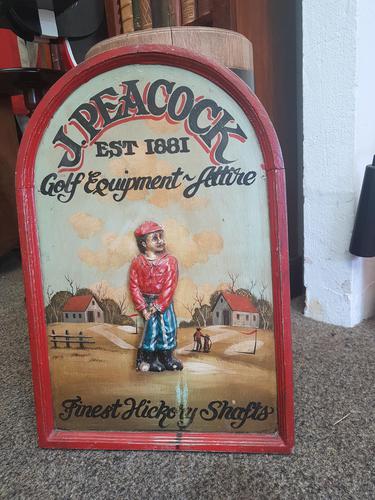 J. PEACOCK
EST 1881
Golf Equipment ~ Attire
Finest Hickory Shafts